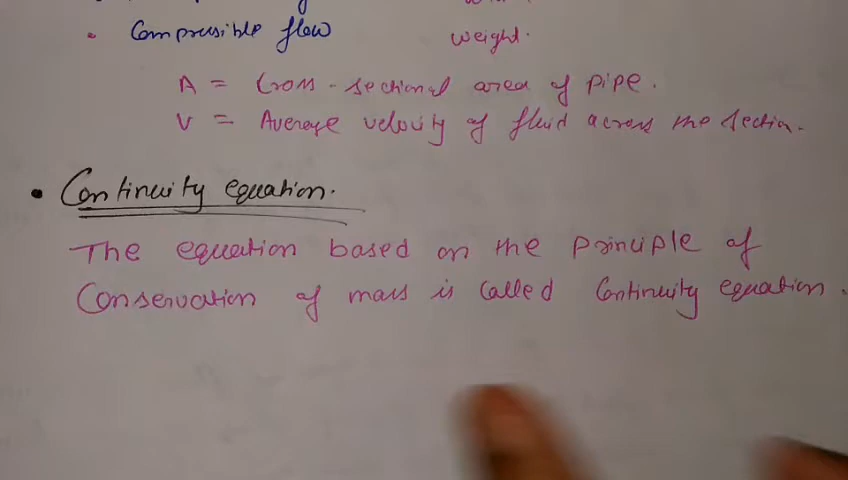 • Compressible flow
weight.
A = Cross-sectional area of pipe.
V = Average velocity of fluid across the section.
• Continuity equation.
The equation based on the principle of
Conservation of mass is called Continuity equation.